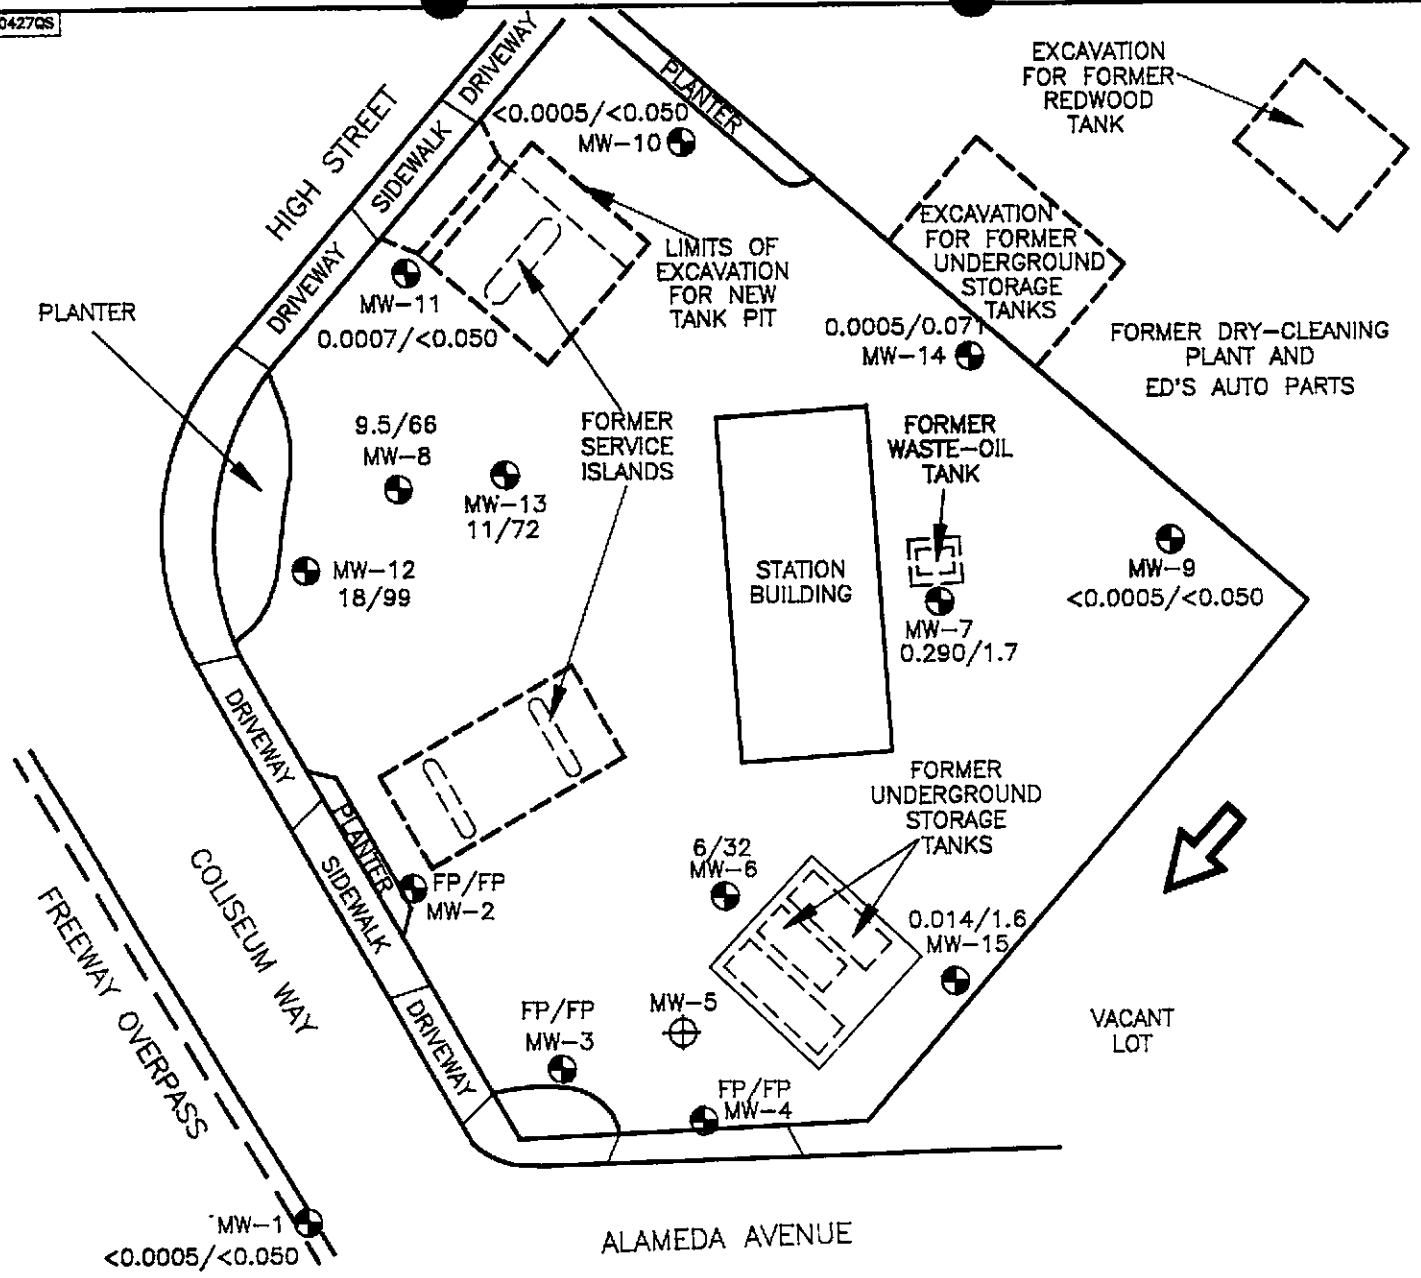 0427QS
DRIVEWAY
PLANTER
EXCAVATION
FOR FORMER
REDWOOD
TANK
<0.0005/<0.050
MW-10
HIGH STREET
SIDEWALK
DRIVEWAY
EXCAVATION
FOR FORMER
UNDERGROUND
STORAGE
TANKS
LIMITS OF
EXCAVATION
FOR NEW
TANK PIT
MW-11
0.0007/<0.050
PLANTER
0.0005/0.071
MW-14
FORMER DRY-CLEANING
PLANT AND
ED'S AUTO PARTS
9.5/66
MW-8
FORMER
SERVICE
ISLANDS
FORMER
WASTE-OIL
TANK
MW-13
11/72
MW-12
18/99
STATION
BUILDING
MW-9
<0.0005/<0.050
MW-7
0.290/1.7
DRIVEWAY
FORMER
UNDERGROUND
STORAGE
TANKS
PLANTER
SIDEWALK
6/32
MW-6
FP/FP
MW-2
0.014/1.6
MW-15
COLISEUM WAY
FREEWAY OVERPASS
DRIVEWAY
FP/FP
MW-3
MW-5
VACANT
LOT
FP/FP
MW-4
MW-1
<0.0005/<0.050
ALAMEDA AVENUE